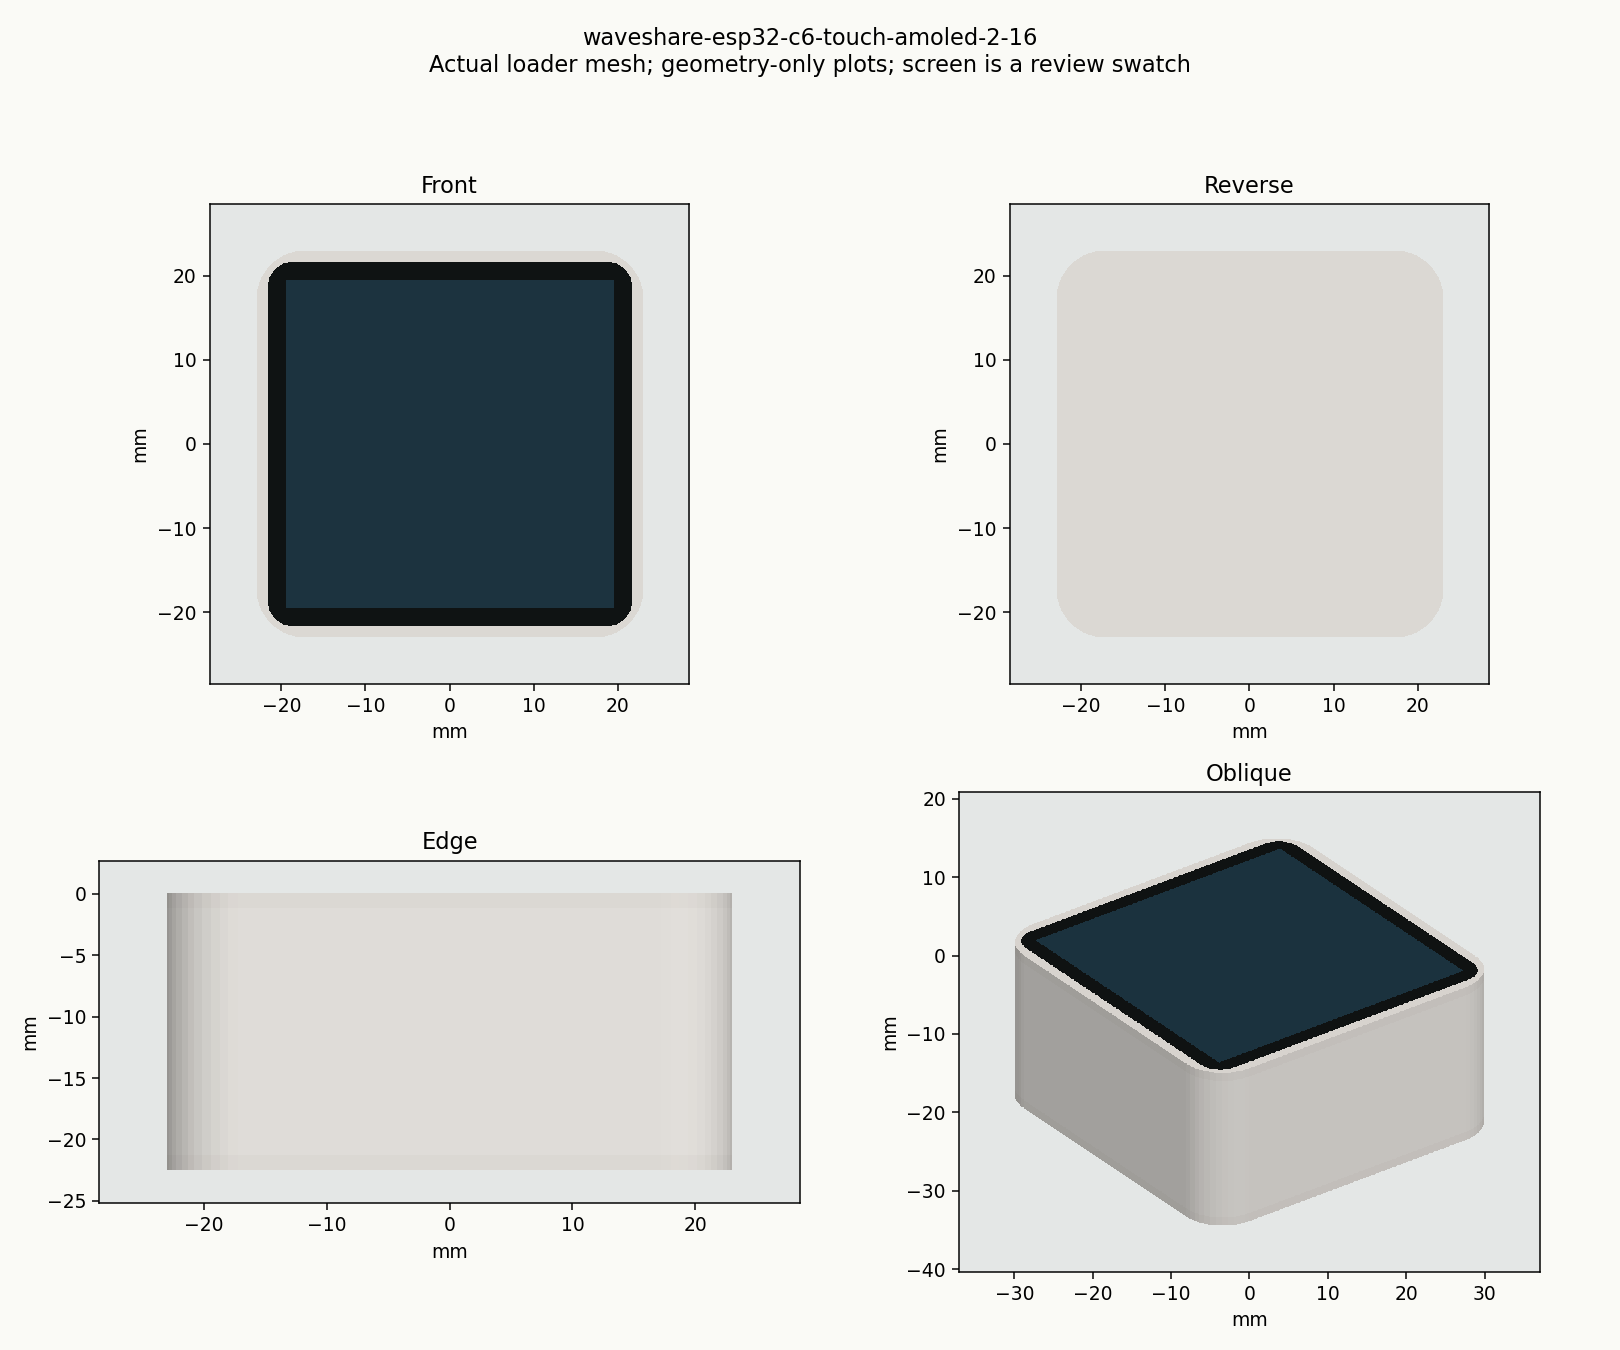 waveshare-esp32-c6-touch-amoled-2-16
Actual loader mesh; geometry-only plots; screen is a review swatch
Front
20
10
0
−10
−20
mm
−20 −10 0 10 20
mm
Reverse
20
10
0
−10
−20
mm
−20 −10 0 10 20
mm
Edge
0
−5
−10
−15
−20
−25
mm
−20 −10 0 10 20
mm
Oblique
20
10
0
−10
−20
−30
−40
mm
−30 −20 −10 0 10 20 30
mm